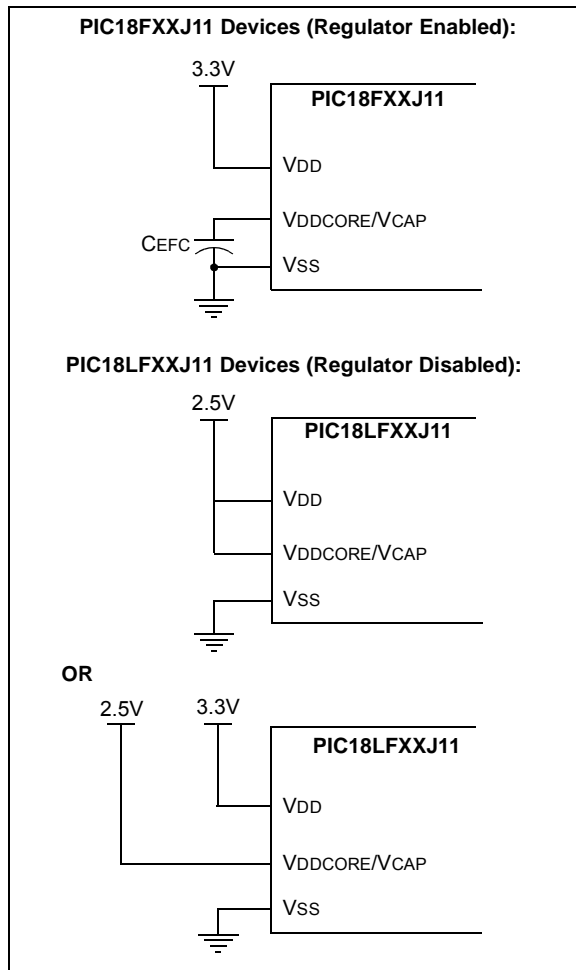 PIC18FXXJ11 Devices (Regulator Enabled):
3.3V
PIC18FXXJ11
VDD
VDDCORE/VCAP
CEFC
VSS
PIC18LFXXJ11 Devices (Regulator Disabled):
2.5V
PIC18LFXXJ11
VDD
VDDCORE/VCAP
VSS
OR
2.5V 3.3V
PIC18LFXXJ11
VDD
VDDCORE/VCAP
VSS